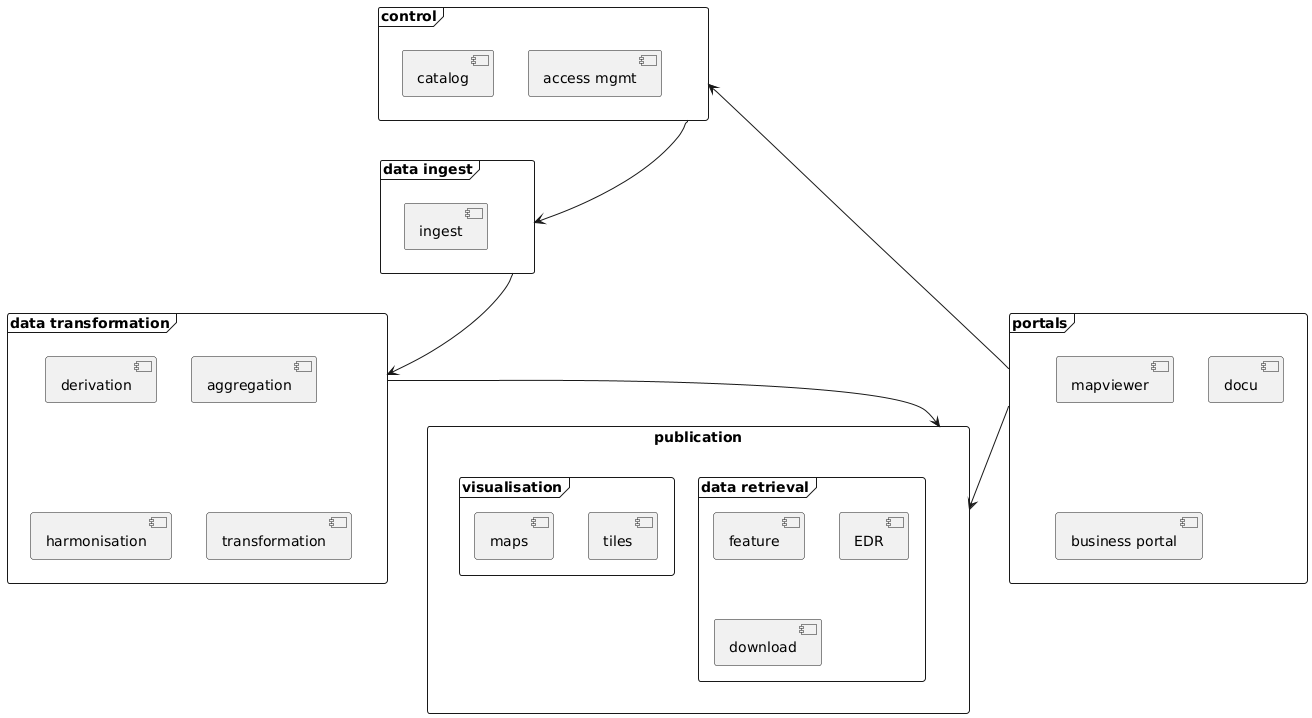 control
catalog
access mgmt
data ingest
ingest
data transformation
derivation
aggregation
harmonisation
transformation
portals
mapviewer
docu
business portal
publication
visualisation
maps
tiles
data retrieval
feature
EDR
download